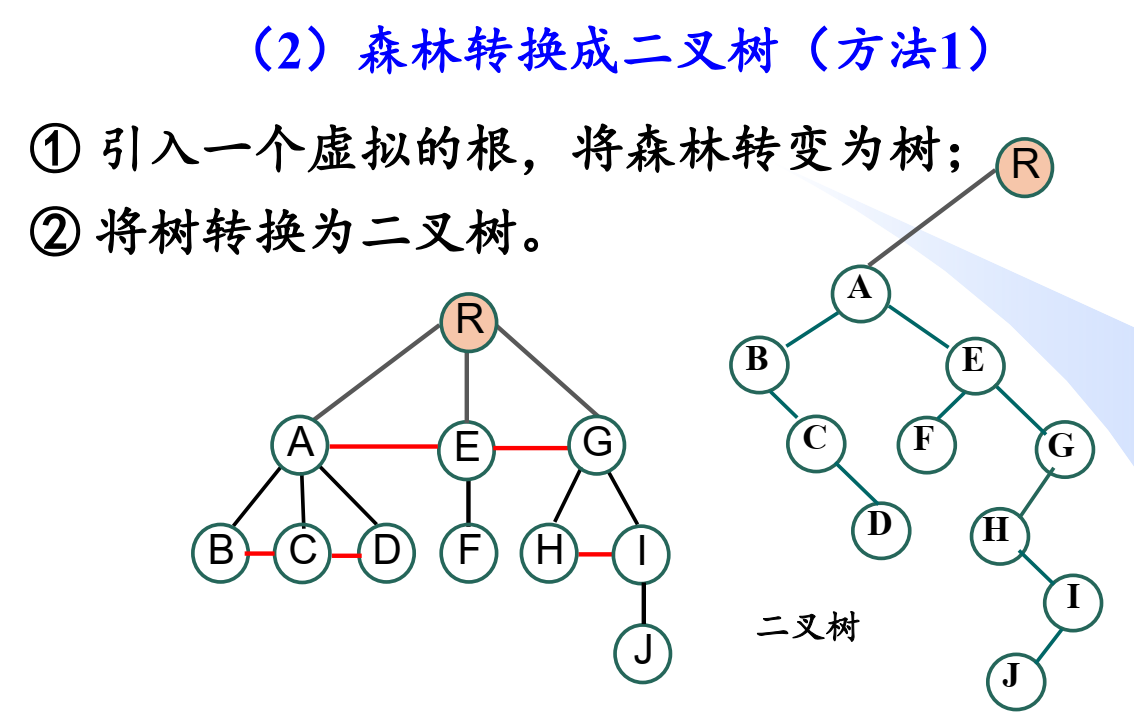 （2）森林转换成二叉树（方法1）
① 引入一个虚拟的根，将森林转变为树；
② 将树转换为二叉树。
R
A E G
B C D F H I
J
R
A
B E
C F G
D H
I
J
二叉树